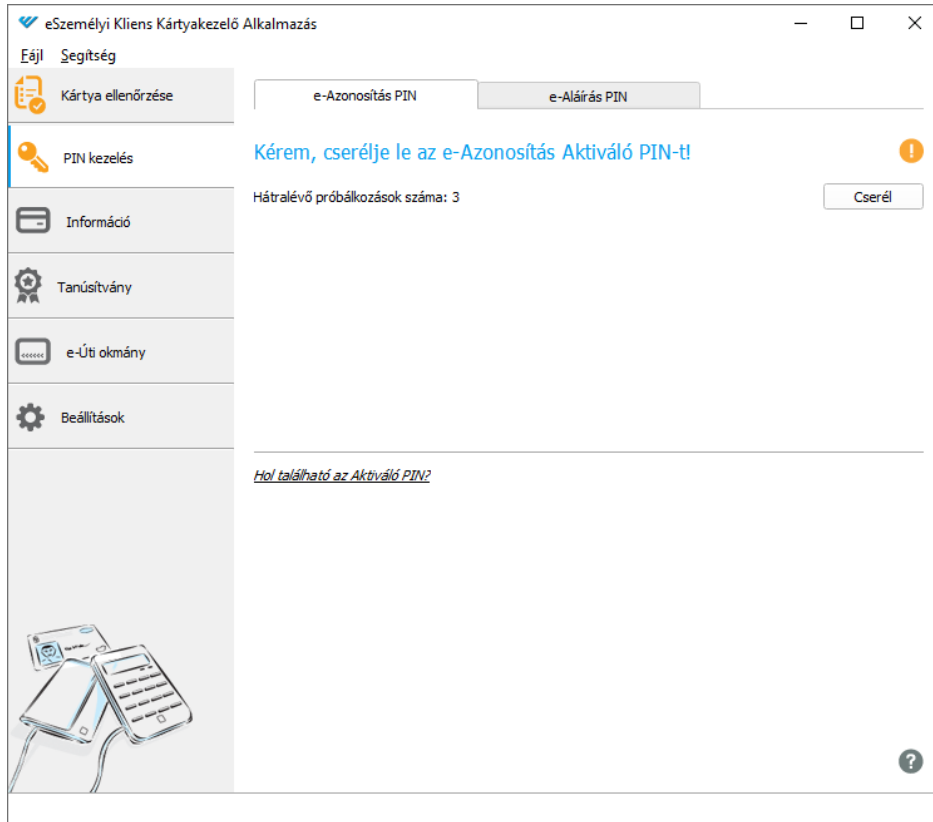 eSzemélyi Kliens Kártyakezelő Alkalmazás
Fájl Segítség
Kártya ellenőrzése
e-Azonosítás PIN
e-Aláírás PIN
PIN kezelés
Kérem, cserélje le az e-Azonosítás Aktiváló PIN-t!
Hátralévő próbálkozások száma: 3
Cserél
Információ
Tanúsítvány
e-Úti okmány
Beállítások
Hol található az Aktiváló PIN?